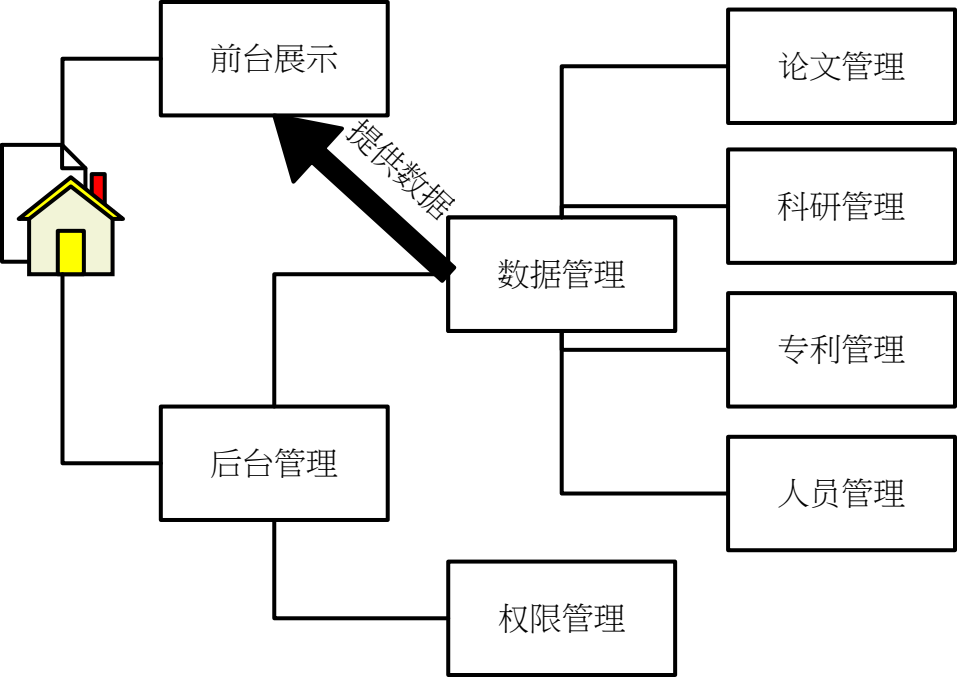 前台展示
论文管理
提供数据
科研管理
数据管理
专利管理
后台管理
人员管理
权限管理